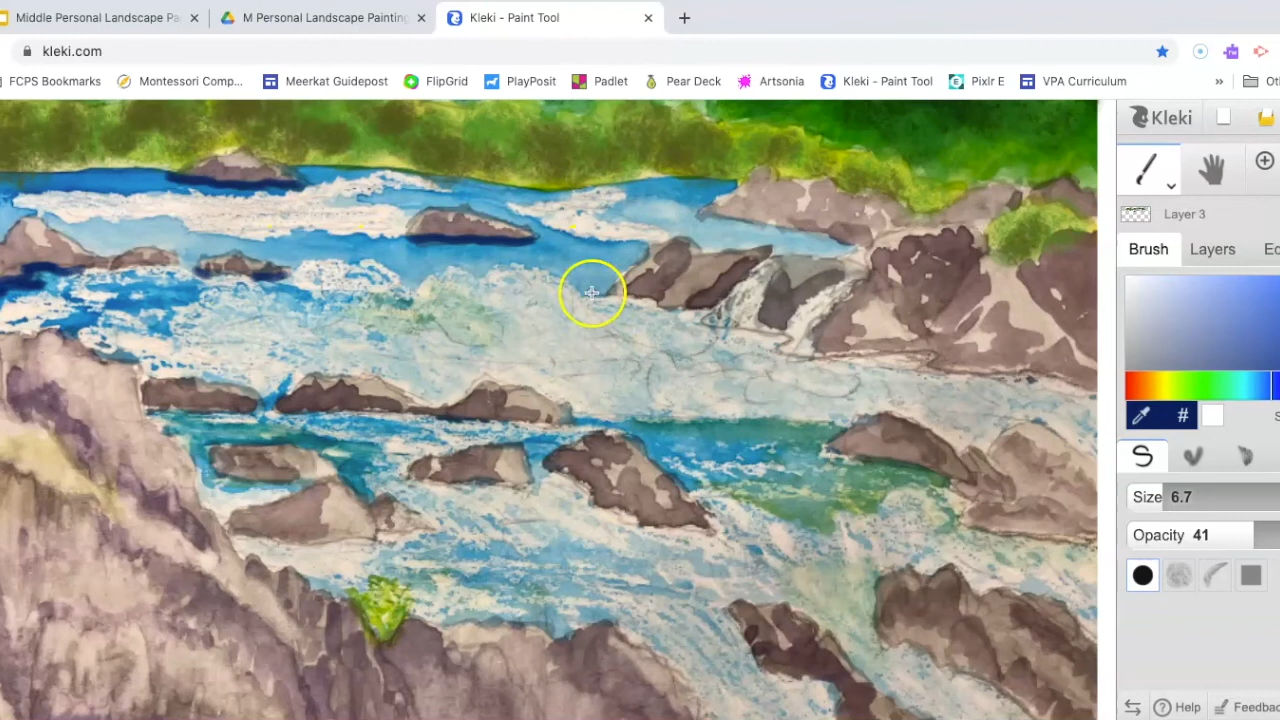 Middle Personal Landscape Pa
M Personal Landscape Painting
Kleki - Paint Tool
kleki.com
FCPS Bookmarks
Montessori Comp...
Meerkat Guidepost
FlipGrid
PlayPosit
Padlet
Pear Deck
Artsonia
Kleki - Paint Tool
Pixlr E
VPA Curriculum
»
Ot
Kleki
Layer 3
Brush Layers Ed
#
Size 6.7
Opacity 41
Help Feedbac